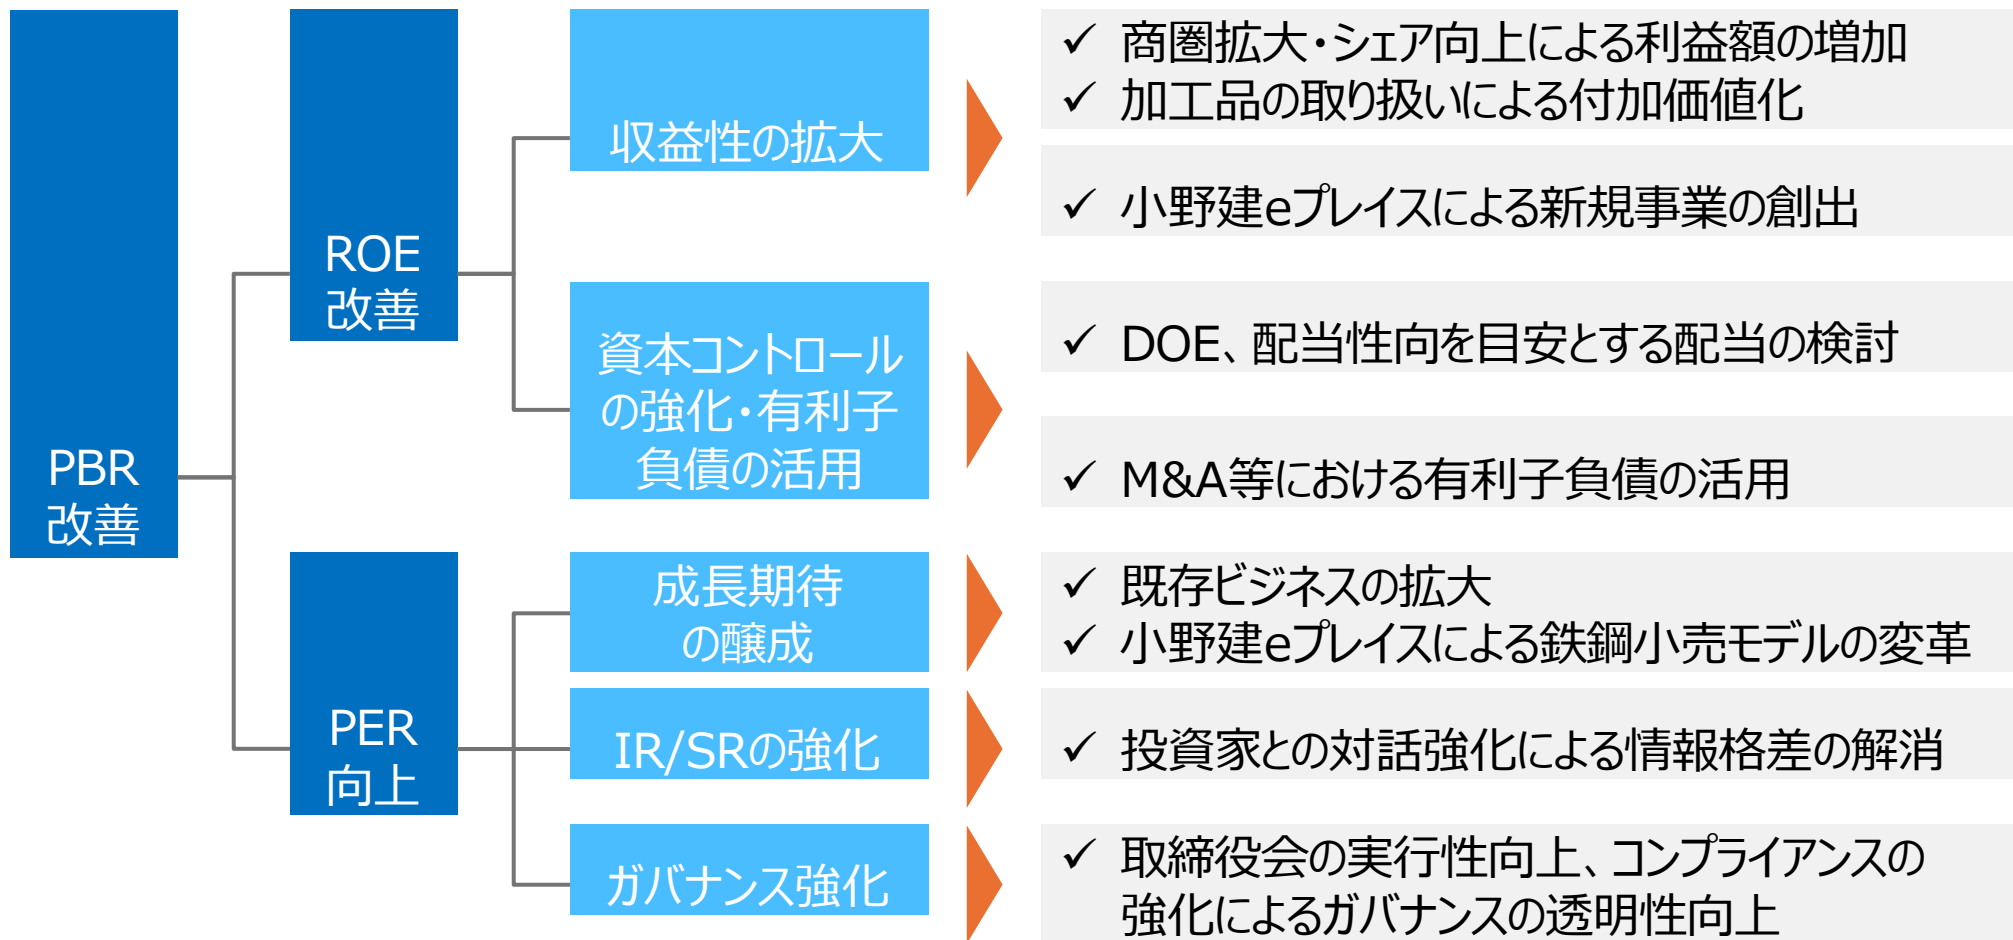 PBR
改善
ROE
改善
収益性の拡大
✓ 商圏拡大・シェア向上による利益額の増加
✓ 加工品の取り扱いによる付加価値化
✓ 小野建eプレイスによる新規事業の創出
資本コントロール
の強化・有利子
負債の活用
✓ DOE、配当性向を目安とする配当の検討
✓ M&A等における有利子負債の活用
PER
向上
成長期待
の醸成
✓ 既存ビジネスの拡大
✓ 小野建eプレイスによる鉄鋼小売モデルの変革
IR/SRの強化
✓ 投資家との対話強化による情報格差の解消
ガバナンス強化
✓ 取締役会の実行性向上、コンプライアンスの
強化によるガバナンスの透明性向上